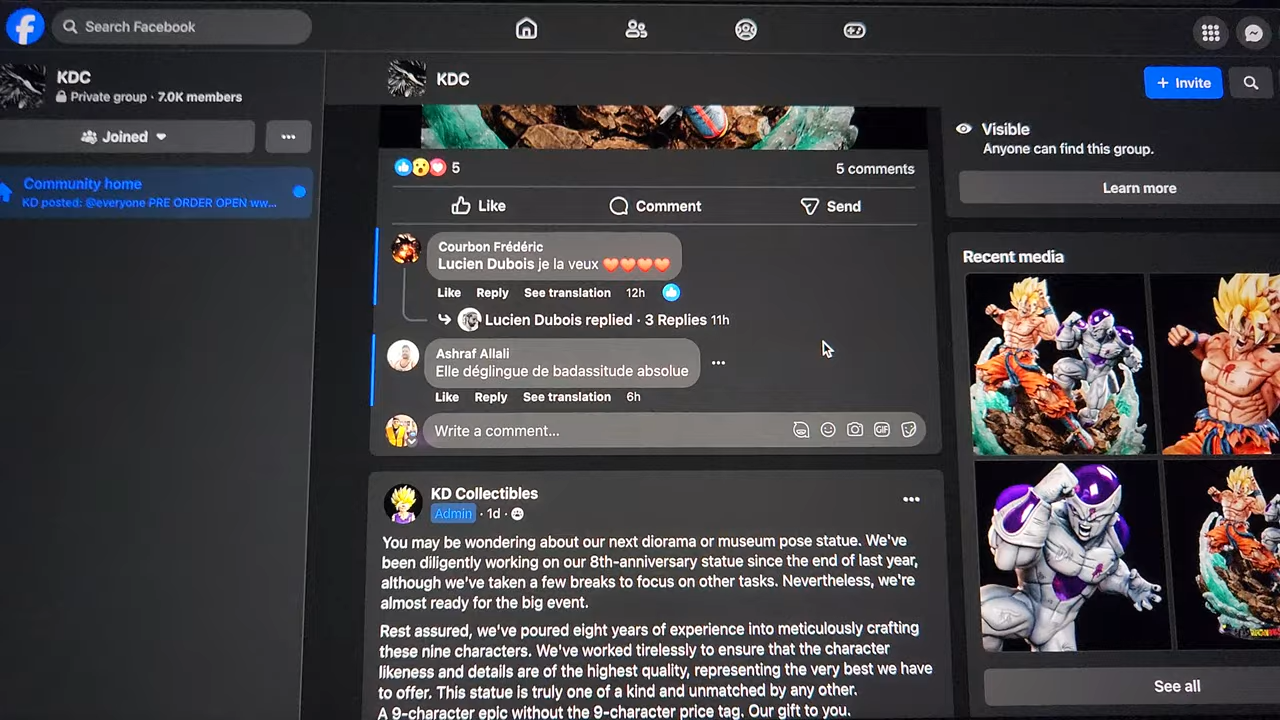 Search Facebook
KDC
Private group · 7.0K members
Joined
Community home
KD posted: @everyone PRE ORDER OPEN ww...
KDC
+ Invite
5
5 comments
Like
Comment
Send
Courbon Frédéric
Lucien Dubois je la veux ❤️❤️❤️❤️
Like Reply See translation 12h
Lucien Dubois replied · 3 Replies 11h
Ashraf Allali
Elle déglingue de badassitude absolue
Like Reply See translation 6h
Write a comment...
GIF
KD Collectibles
Admin · 1d ·
You may be wondering about our next diorama or museum pose statue. We've
been diligently working on our 8th-anniversary statue since the end of last year,
although we've taken a few breaks to focus on other tasks. Nevertheless, we're
almost ready for the big event.
Rest assured, we've poured eight years of experience into meticulously crafting
these nine characters. We've worked tirelessly to ensure that the character
likeness and details are of the highest quality, representing the very best we have
to offer. This statue is truly one of a kind and unmatched by any other.
A 9-character epic without the 9-character price tag. Our gift to you.
Visible
Anyone can find this group.
Learn more
Recent media
See all